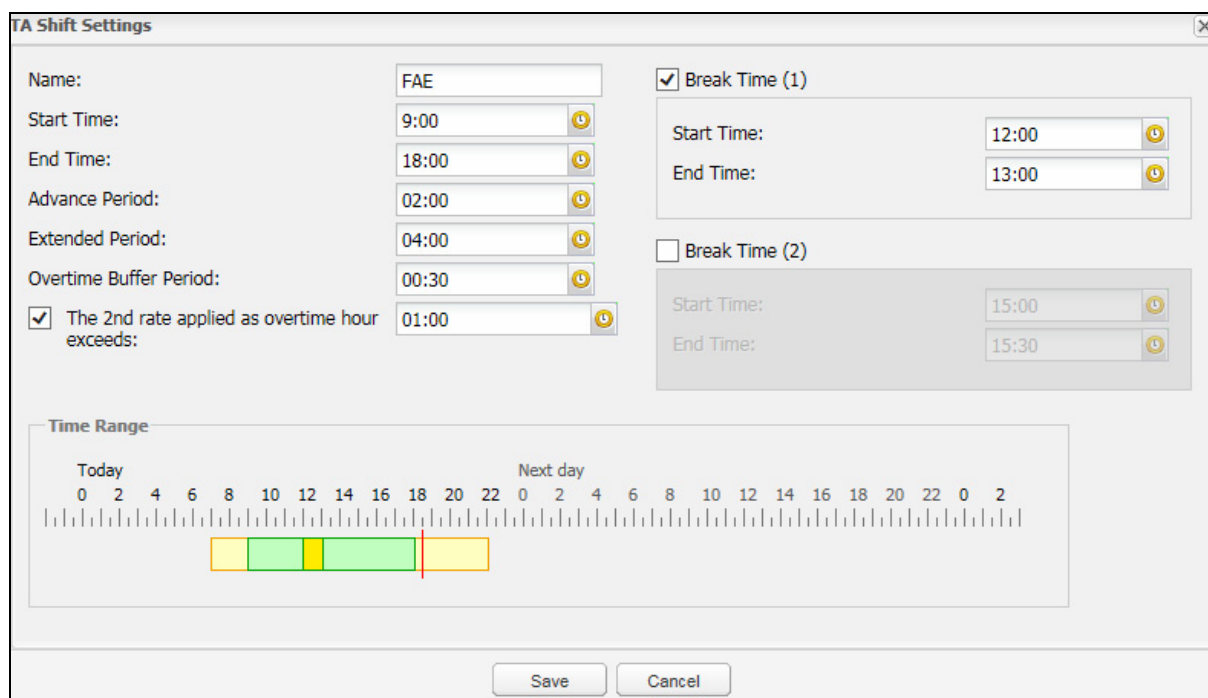 TA Shift Settings
Name:
FAE
Start Time:
9:00
End Time:
18:00
Advance Period:
02:00
Extended Period:
04:00
Overtime Buffer Period:
00:30
The 2nd rate applied as overtime hour
exceeds:
01:00
Break Time (1)
Start Time:
12:00
End Time:
13:00
Break Time (2)
Start Time:
15:00
End Time:
15:30
Time Range
Today Next day
0 2 4 6 8 10 12 14 16 18 20 22 0 2 4 6 8 10 12 14 16 18 20 22 0 2
Save Cancel